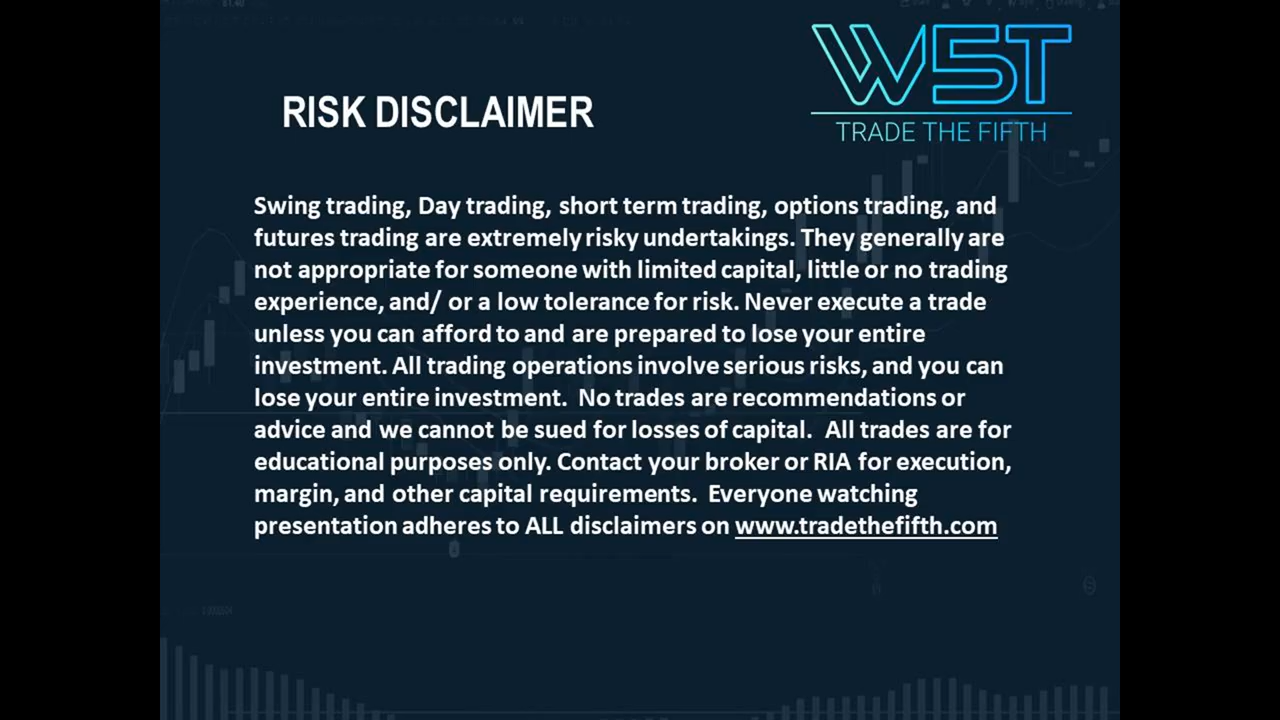 W5T
TRADE THE FIFTH
RISK DISCLAIMER
Swing trading, Day trading, short term trading, options trading, and
futures trading are extremely risky undertakings. They generally are
not appropriate for someone with limited capital, little or no trading
experience, and/ or a low tolerance for risk. Never execute a trade
unless you can afford to and are prepared to lose your entire
investment. All trading operations involve serious risks, and you can
lose your entire investment.  No trades are recommendations or
advice and we cannot be sued for losses of capital.  All trades are for
educational purposes only. Contact your broker or RIA for execution,
margin, and other capital requirements.  Everyone watching
presentation adheres to ALL disclaimers on www.tradethefifth.com